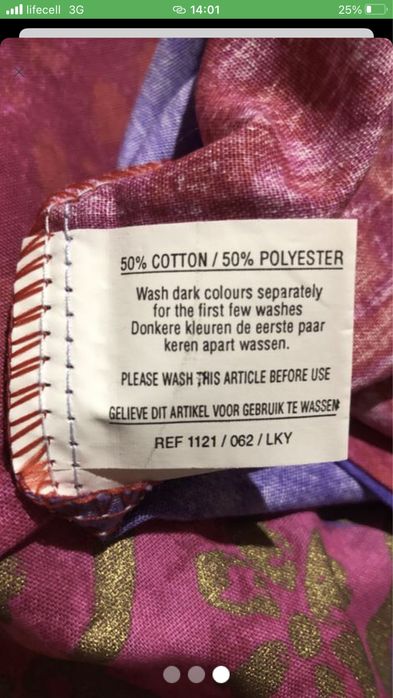 lifecell 3G 14:01 25%
50% COTTON / 50% POLYESTER
Wash dark colours separately
for the first few washes
Donkere kleuren de eerste paar
keren apart wassen.
PLEASE WASH THIS ARTICLE BEFORE USE
GELIEVE DIT ARTIKEL VOOR GEBRUIK TE WASSEN
REF 1121 / 062 / LKY